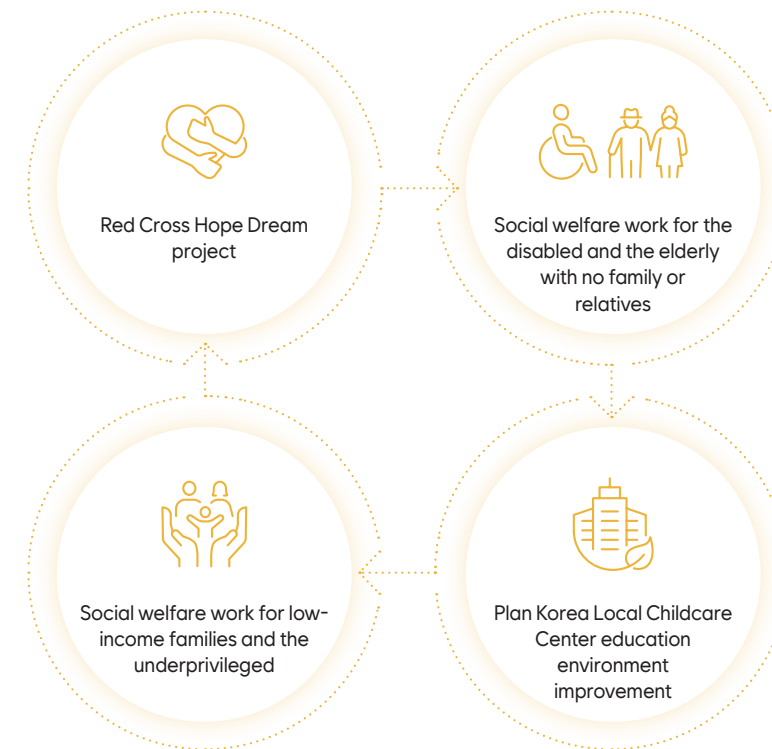 Red Cross Hope Dream
project
Social welfare work for the
disabled and the elderly
with no family or
relatives
Social welfare work for low-
income families and the
underprivileged
Plan Korea Local Childcare
Center education
environment
improvement